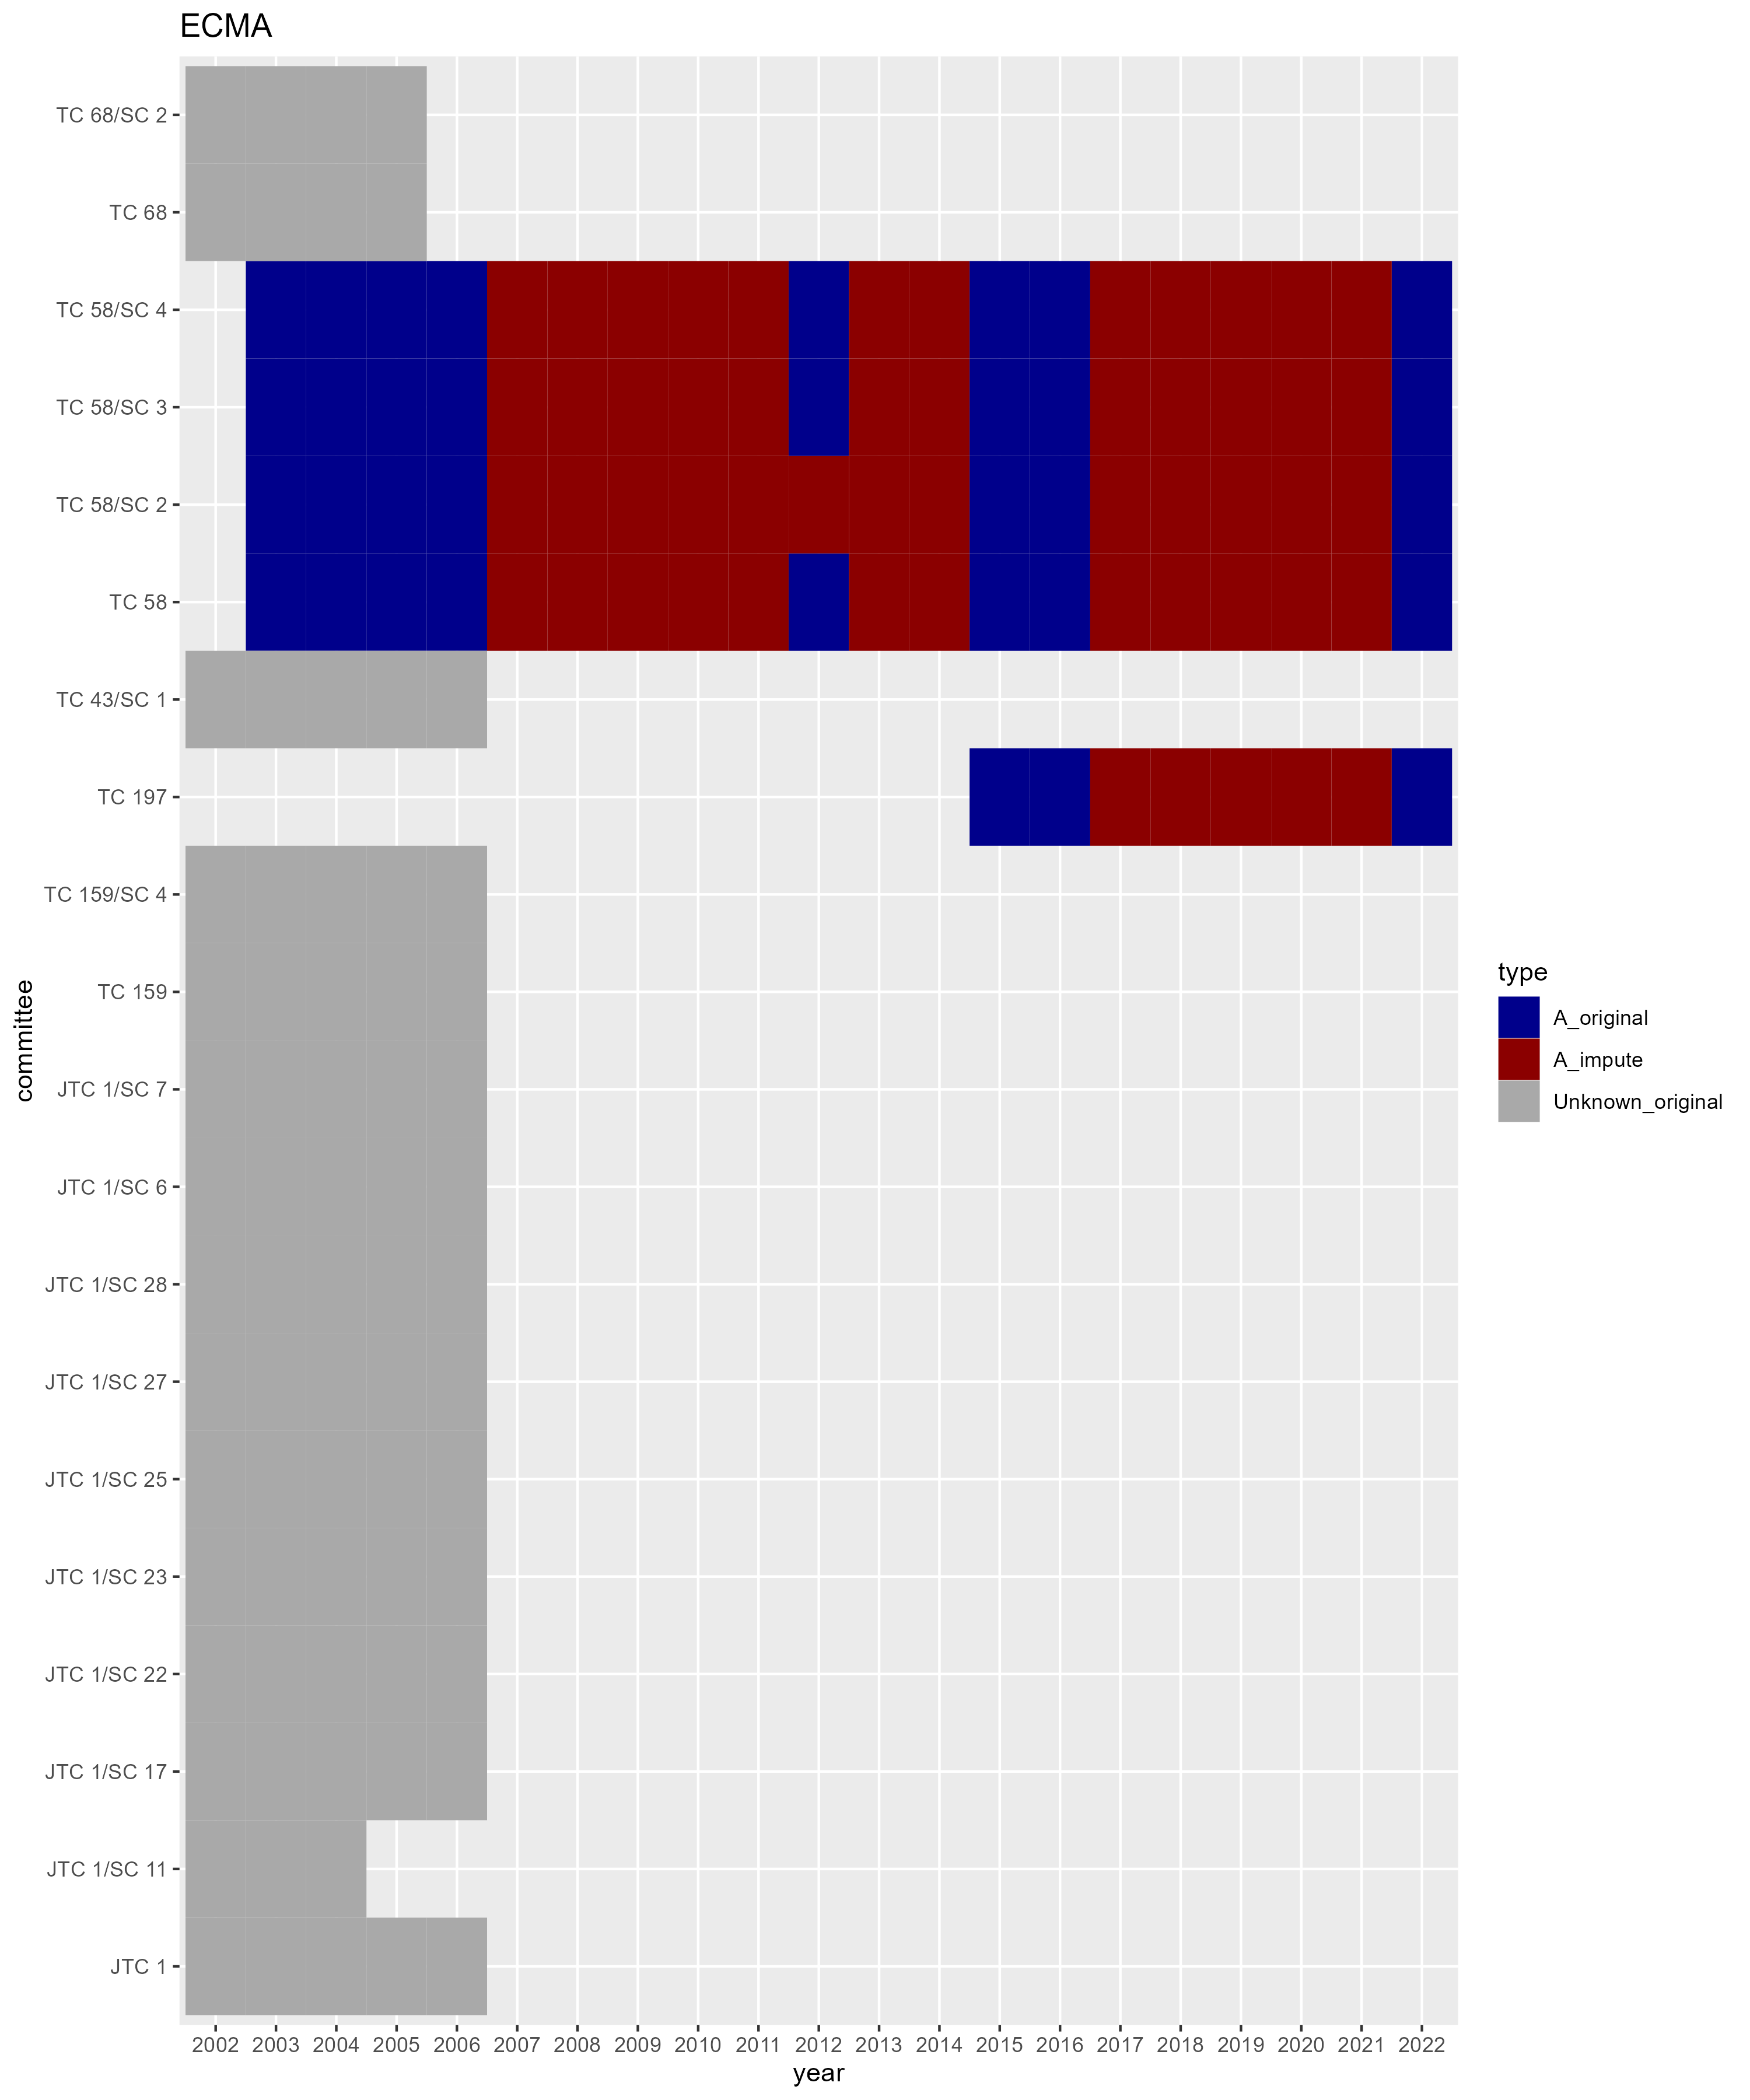 ECMA
committee
TC 68/SC 2
TC 68
TC 58/SC 4
TC 58/SC 3
TC 58/SC 2
TC 58
TC 43/SC 1
TC 197
TC 159/SC 4
TC 159
JTC 1/SC 7
JTC 1/SC 6
JTC 1/SC 28
JTC 1/SC 27
JTC 1/SC 25
JTC 1/SC 23
JTC 1/SC 22
JTC 1/SC 17
JTC 1/SC 11
JTC 1
2002 2003 2004 2005 2006 2007 2008 2009 2010 2011 2012 2013 2014 2015 2016 2017 2018 2019 2020 2021 2022
year
type
A_original
A_impute
Unknown_original